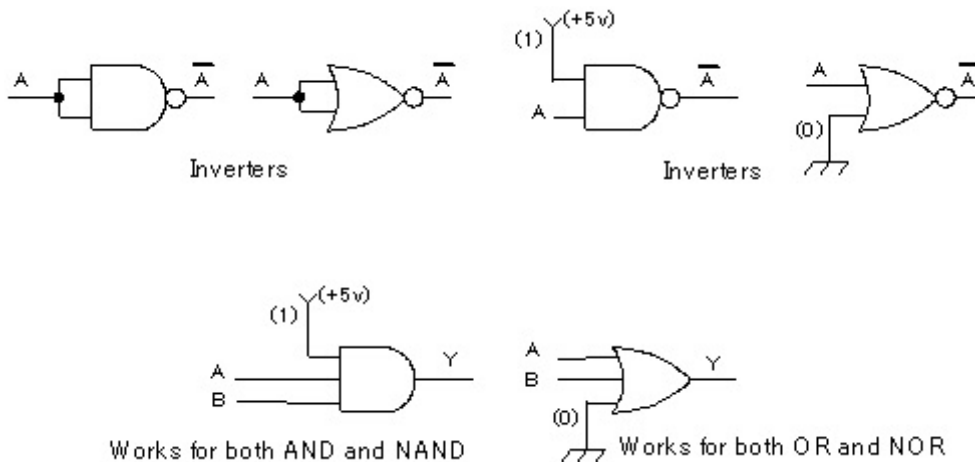 (+5v)
(1)
A A̅ A A̅ A̅ A A̅
A
(0)
Inverters Inverters
(+5v)
(1)
A Y A Y
B B
(0)
Works for both AND and NAND Works for both OR and NOR